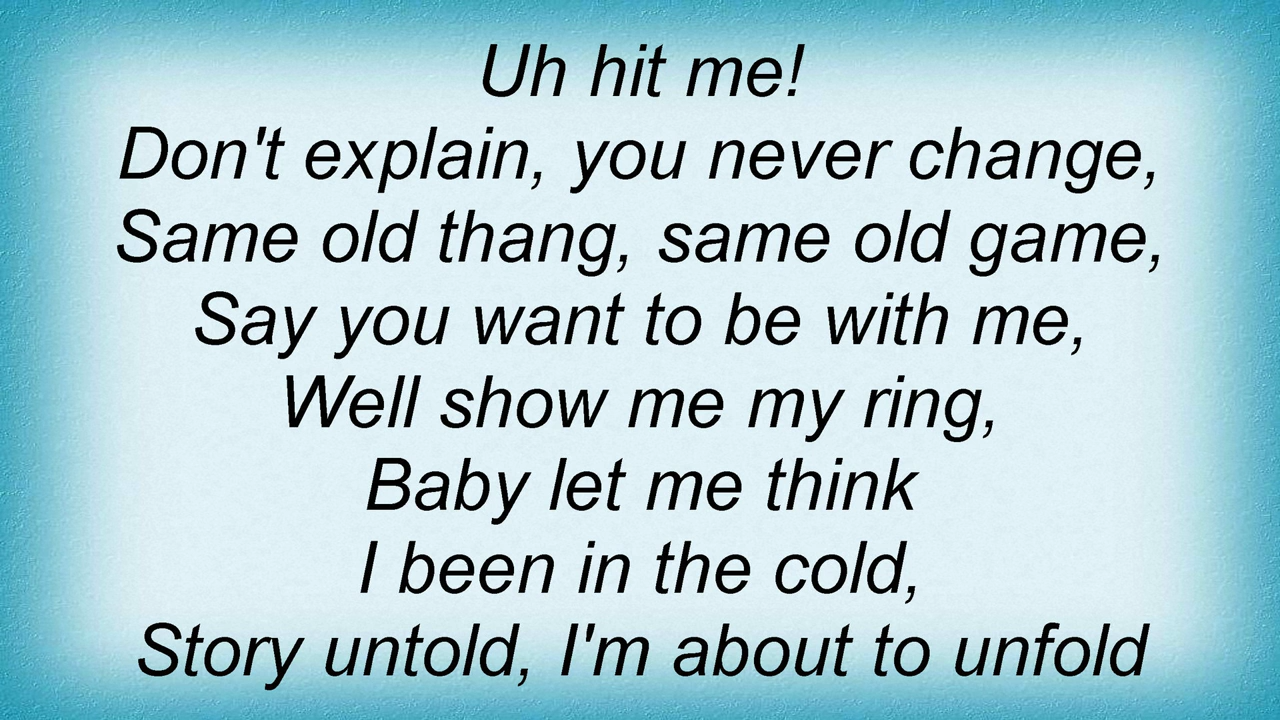 Uh hit me!
Don't explain, you never change,
Same old thang, same old game,
Say you want to be with me,
Well show me my ring,
Baby let me think
I been in the cold,
Story untold, I'm about to unfold